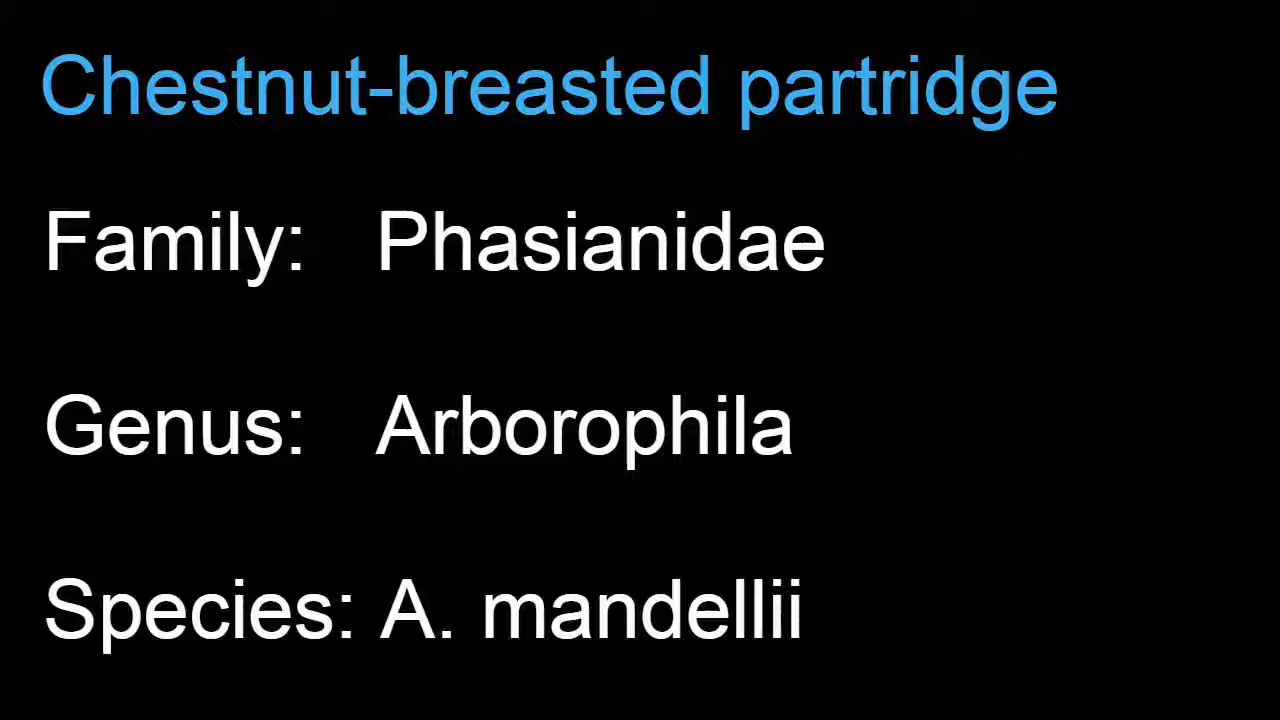 Chestnut-breasted partridge
Family: Phasianidae
Genus: Arborophila
Species: A. mandellii